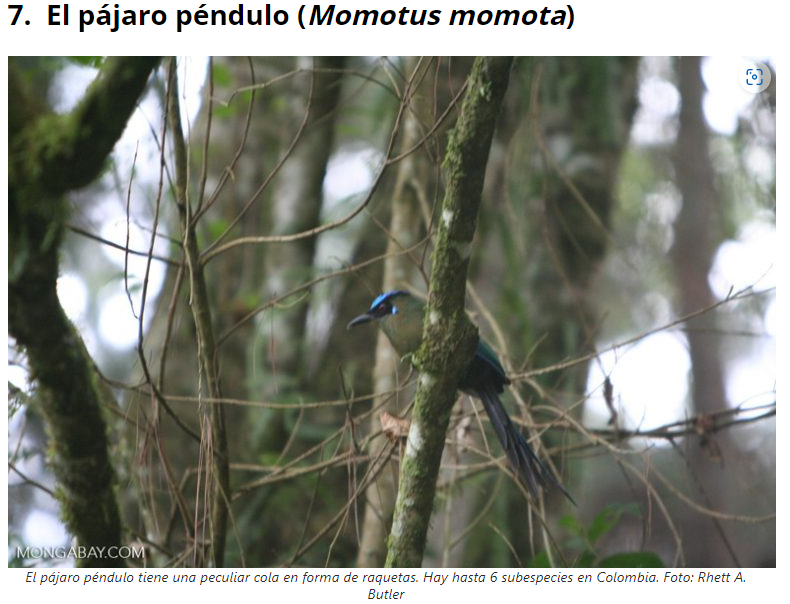 7. El pájaro péndulo (Momotus momota)
MONGABAY.COM
El pájaro péndulo tiene una peculiar cola en forma de raquetas. Hay hasta 6 subespecies en Colombia. Foto: Rhett A.
Butler